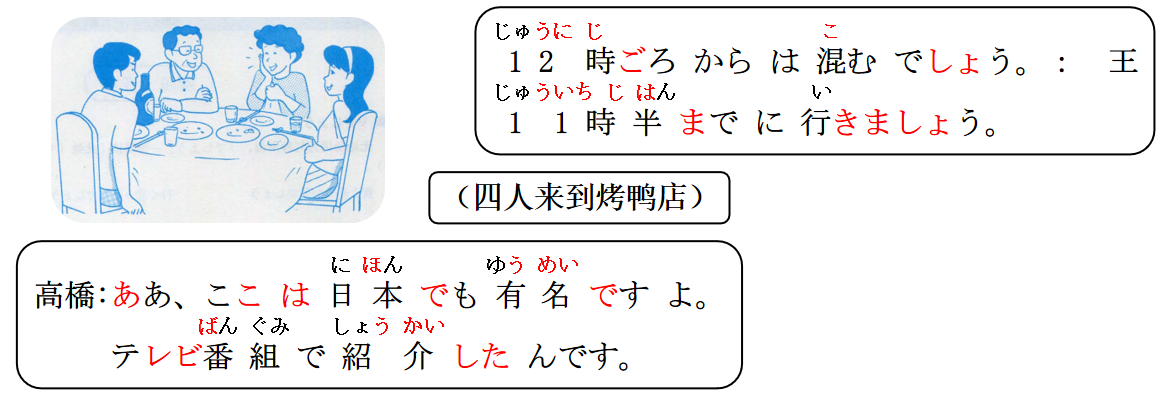 じゅうに じ こ
１２ 時ごろ から は 混む でしょう。 : 王
じゅういち じ はん い
１１時 半 まで に 行きましょう。
（四人来到烤鸭店）
に ほん ゆう めい
高橋:ああ、ここ は 日 本 でも 有 名 です よ。
ばん ぐみ しょう かい
テレビ番 組 で 紹 介 した んです。